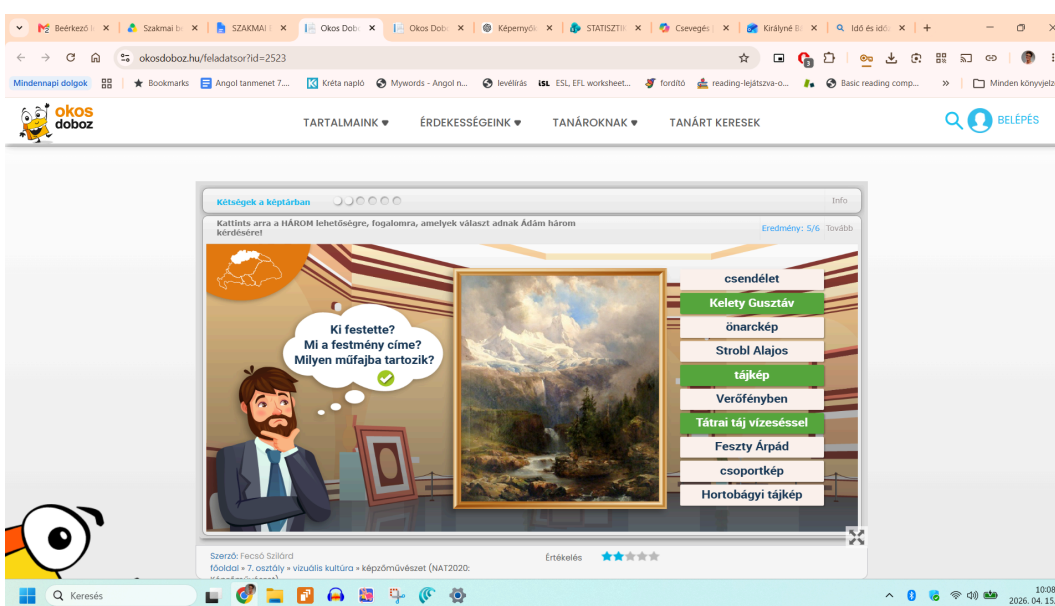 Beérkező l
Szakmai b
SZAKMAI
Okos Dob
Okos Dob
Képernyők
STATISZTI
Csevegés
Királyné B
Idő és idő
okosdoboz.hu/feladatsor?id=2523
Mindennapi dolgok
Bookmarks
Angol tanmenet 7....
Kréta napló
Mywords - Angol n...
levélírás
iSL ESL, EFL worksheet...
fordító
reading-lejátszva-o...
Basic reading comp...
»
Minden könyvjelz
okos
doboz
TARTALMAINK
ÉRDEKESSÉGEINK
TANÁROKNAK
TANÁRT KERESEK
BELÉPÉS
Kétségek a képtárban
Info
Kattints arra a HÁROM lehetőségre, fogalomra, amelyek választ adnak Ádám három
kérdésére!
Eredmény: 5/6 Tovább
Ki festette?
Mi a festmény címe?
Milyen műfajba tartozik?
csendélet
Kelety Gusztáv
önarckép
Strobl Alajos
tájkép
Verőfényben
Tátrai táj vízeséssel
Feszty Árpád
csoportkép
Hortobágyi tájkép
Szerző: Fecsó Szilárd
Értékelés
főoldal » 7. osztály » vizuális kultúra » képzőművészet (NAT2020:
Képzőművészet)
Keresés
10:08
2026. 04. 15.